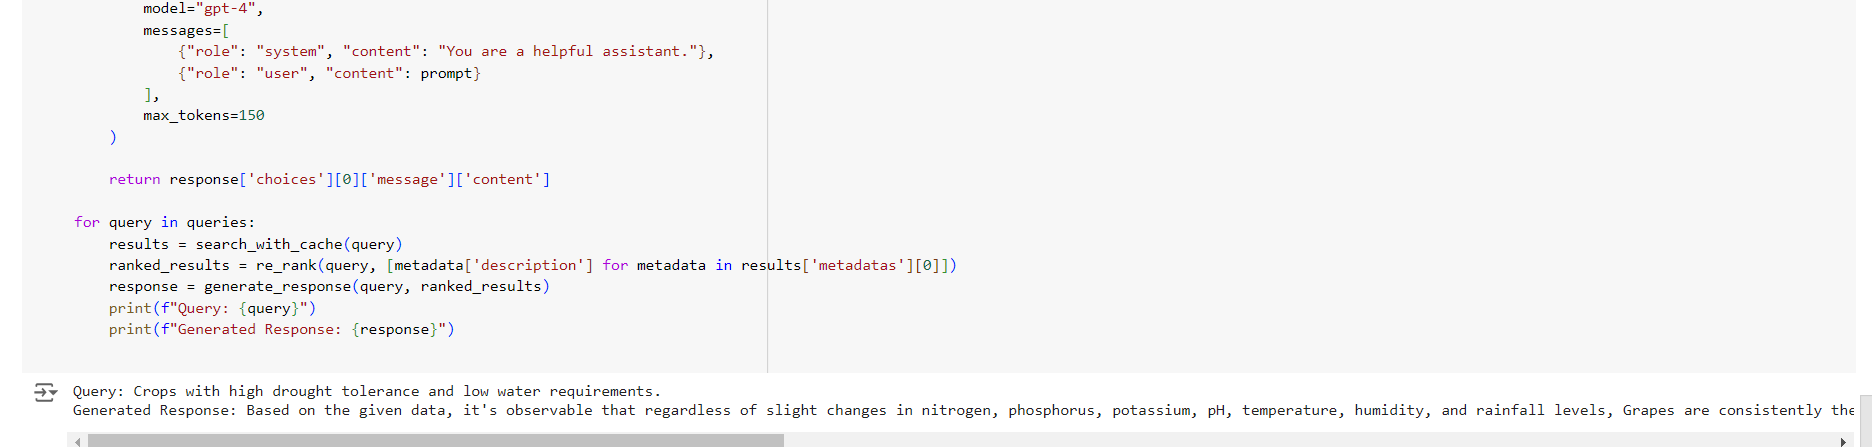 model="gpt-4",
messages=[
{"role": "system", "content": "You are a helpful assistant."},
{"role": "user", "content": prompt}
],
max_tokens=150
)
return response['choices'][0]['message']['content']
for query in queries:
results = search_with_cache(query)
ranked_results = re_rank(query, [metadata['description'] for metadata in results['metadatas'][0]])
response = generate_response(query, ranked_results)
print(f"Query: {query}")
print(f"Generated Response: {response}")
Query: Crops with high drought tolerance and low water requirements.
Generated Response: Based on the given data, it's observable that regardless of slight changes in nitrogen, phosphorus, potassium, pH, temperature, humidity, and rainfall levels, Grapes are consistently the